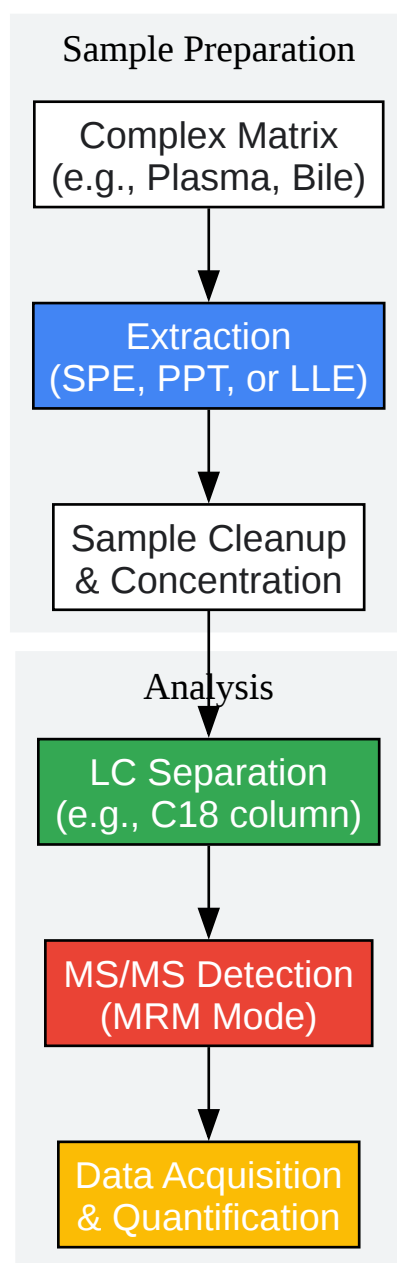 Sample Preparation
Complex Matrix
(e.g., Plasma, Bile)
Extraction
(SPE, PPT, or LLE)
Sample Cleanup
& Concentration
Analysis
LC Separation
(e.g., C18 column)
MS/MS Detection
(MRM Mode)
Data Acquisition
& Quantification